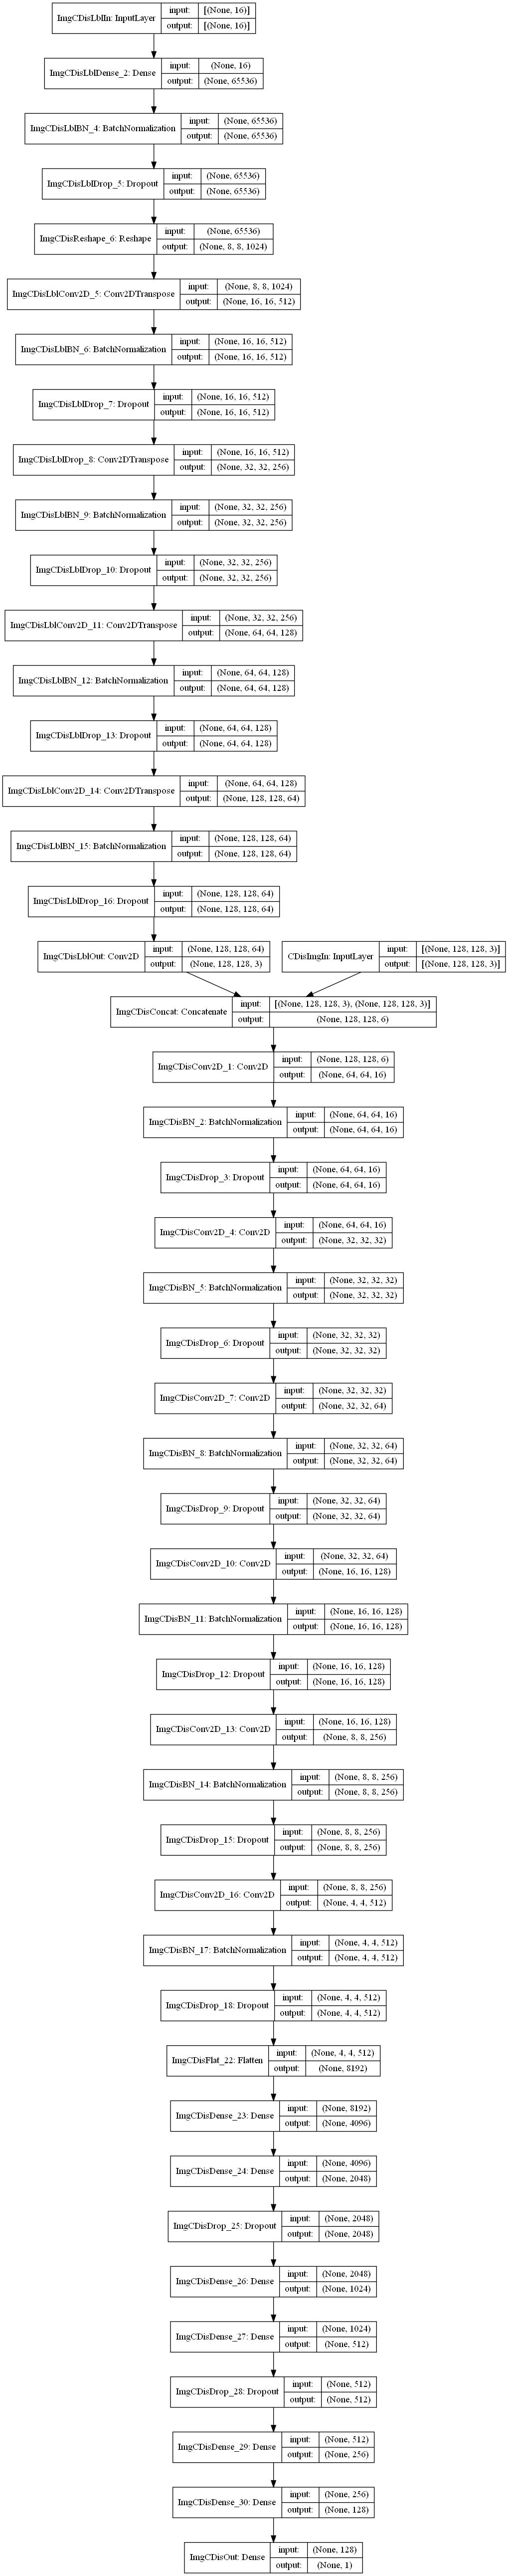 ImgCDisLblIn: InputLayer input: [(None, 16)]
output: [(None, 16)]
ImgCDisLblDense_2: Dense input: (None, 16)
output: (None, 65536)
ImgCDisLblBN_4: BatchNormalization input: (None, 65536)
output: (None, 65536)
ImgCDisLblDrop_5: Dropout input: (None, 65536)
output: (None, 65536)
ImgCDisReshape_6: Reshape input: (None, 65536)
output: (None, 8, 8, 1024)
ImgCDisLblConv2D_5: Conv2DTranspose input: (None, 8, 8, 1024)
output: (None, 16, 16, 512)
ImgCDisLblBN_6: BatchNormalization input: (None, 16, 16, 512)
output: (None, 16, 16, 512)
ImgCDisLblDrop_7: Dropout input: (None, 16, 16, 512)
output: (None, 16, 16, 512)
ImgCDisLblDrop_8: Conv2DTranspose input: (None, 16, 16, 512)
output: (None, 32, 32, 256)
ImgCDisLblBN_9: BatchNormalization input: (None, 32, 32, 256)
output: (None, 32, 32, 256)
ImgCDisLblDrop_10: Dropout input: (None, 32, 32, 256)
output: (None, 32, 32, 256)
ImgCDisLblConv2D_11: Conv2DTranspose input: (None, 32, 32, 256)
output: (None, 64, 64, 128)
ImgCDisLblBN_12: BatchNormalization input: (None, 64, 64, 128)
output: (None, 64, 64, 128)
ImgCDisLblDrop_13: Dropout input: (None, 64, 64, 128)
output: (None, 64, 64, 128)
ImgCDisLblConv2D_14: Conv2DTranspose input: (None, 64, 64, 128)
output: (None, 128, 128, 64)
ImgCDisLblBN_15: BatchNormalization input: (None, 128, 128, 64)
output: (None, 128, 128, 64)
ImgCDisLblDrop_16: Dropout input: (None, 128, 128, 64)
output: (None, 128, 128, 64)
ImgCDisLblOut: Conv2D input: (None, 128, 128, 64)
output: (None, 128, 128, 3)
CDisImgIn: InputLayer input: [(None, 128, 128, 3)]
output: [(None, 128, 128, 3)]
ImgCDisConcat: Concatenate input: [(None, 128, 128, 3), (None, 128, 128, 3)]
output: (None, 128, 128, 6)
ImgCDisConv2D_1: Conv2D input: (None, 128, 128, 6)
output: (None, 64, 64, 16)
ImgCDisBN_2: BatchNormalization input: (None, 64, 64, 16)
output: (None, 64, 64, 16)
ImgCDisDrop_3: Dropout input: (None, 64, 64, 16)
output: (None, 64, 64, 16)
ImgCDisConv2D_4: Conv2D input: (None, 64, 64, 16)
output: (None, 32, 32, 32)
ImgCDisBN_5: BatchNormalization input: (None, 32, 32, 32)
output: (None, 32, 32, 32)
ImgCDisDrop_6: Dropout input: (None, 32, 32, 32)
output: (None, 32, 32, 32)
ImgCDisConv2D_7: Conv2D input: (None, 32, 32, 32)
output: (None, 32, 32, 64)
ImgCDisBN_8: BatchNormalization input: (None, 32, 32, 64)
output: (None, 32, 32, 64)
ImgCDisDrop_9: Dropout input: (None, 32, 32, 64)
output: (None, 32, 32, 64)
ImgCDisConv2D_10: Conv2D input: (None, 32, 32, 64)
output: (None, 16, 16, 128)
ImgCDisBN_11: BatchNormalization input: (None, 16, 16, 128)
output: (None, 16, 16, 128)
ImgCDisDrop_12: Dropout input: (None, 16, 16, 128)
output: (None, 16, 16, 128)
ImgCDisConv2D_13: Conv2D input: (None, 16, 16, 128)
output: (None, 8, 8, 256)
ImgCDisBN_14: BatchNormalization input: (None, 8, 8, 256)
output: (None, 8, 8, 256)
ImgCDisDrop_15: Dropout input: (None, 8, 8, 256)
output: (None, 8, 8, 256)
ImgCDisConv2D_16: Conv2D input: (None, 8, 8, 256)
output: (None, 4, 4, 512)
ImgCDisBN_17: BatchNormalization input: (None, 4, 4, 512)
output: (None, 4, 4, 512)
ImgCDisDrop_18: Dropout input: (None, 4, 4, 512)
output: (None, 4, 4, 512)
ImgCDisFlat_22: Flatten input: (None, 4, 4, 512)
output: (None, 8192)
ImgCDisDense_23: Dense input: (None, 8192)
output: (None, 4096)
ImgCDisDense_24: Dense input: (None, 4096)
output: (None, 2048)
ImgCDisDrop_25: Dropout input: (None, 2048)
output: (None, 2048)
ImgCDisDense_26: Dense input: (None, 2048)
output: (None, 1024)
ImgCDisDense_27: Dense input: (None, 1024)
output: (None, 512)
ImgCDisDrop_28: Dropout input: (None, 512)
output: (None, 512)
ImgCDisDense_29: Dense input: (None, 512)
output: (None, 256)
ImgCDisDense_30: Dense input: (None, 256)
output: (None, 128)
ImgCDisOut: Dense input: (None, 128)
output: (None, 1)